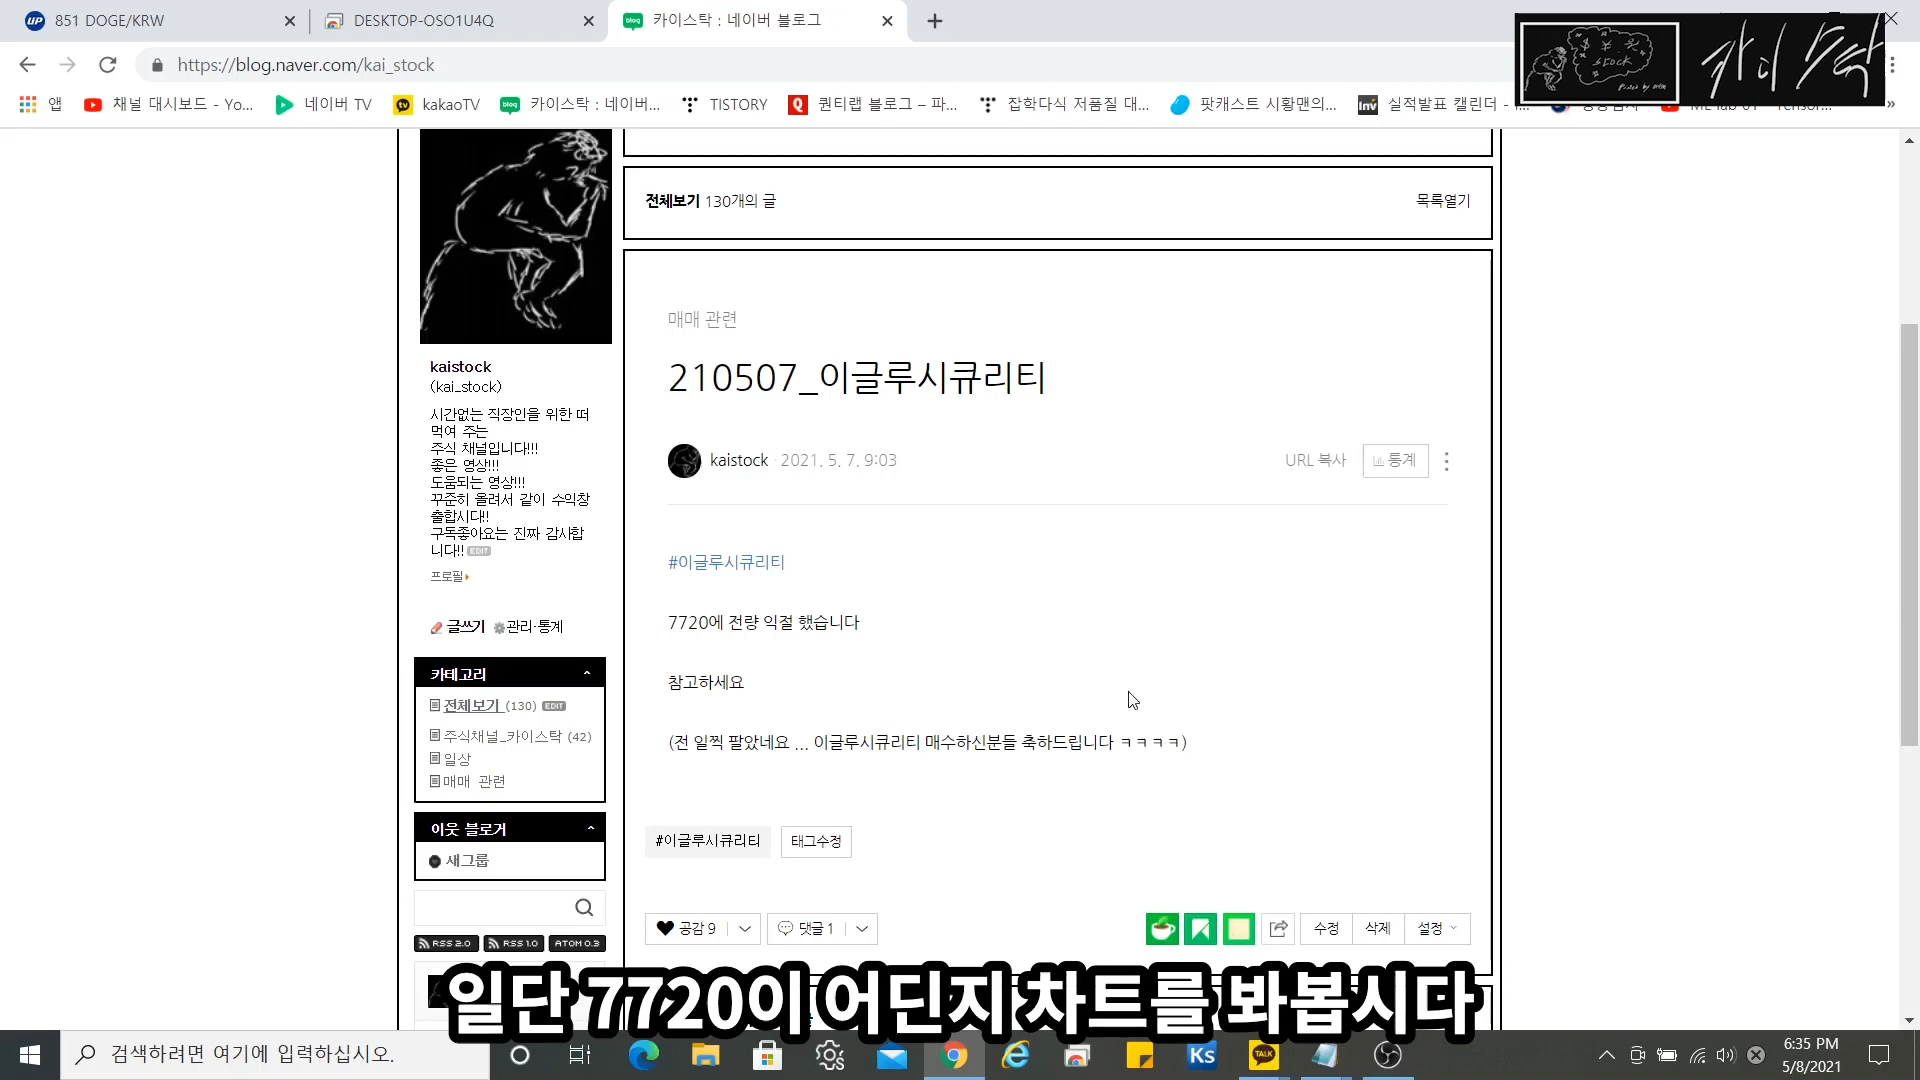 851 DOGE/KRW
DESKTOP-OSO1U4Q
카이스탁 : 네이버 블로그
카이스탁
https://blog.naver.com/kai_stock
앱
채널 대시보드 - Yo...
네이버 TV
kakaoTV
카이스탁 : 네이버...
TISTORY
퀀티랩 블로그 – 파...
잡학다식 저품질 대...
팟캐스트 시황맨의...
실적발표 캘린더 - I...
전체보기 130개의 글
목록열기
매매 관련
210507_이글루시큐리티
kaistock · 2021. 5. 7. 9:03
URL 복사
통계
#이글루시큐리티
7720에 전량 익절 했습니다
참고하세요
(전 일찍 팔았네요 ... 이글루시큐리티 매수하신분들 축하드립니다 ㅋㅋㅋㅋ)
#이글루시큐리티
태그수정
공감 9
댓글 1
수정
삭제
설정
kaistock
(kai_stock)
시간없는 직장인을 위한 떠
먹여 주는
주식 채널입니다!!!
좋은 영상!!!
도움되는 영상!!!
꾸준히 올려서 같이 수익창
출합시다!!
구독좋아요는 진짜 감사합
니다!! EDIT
프로필
글쓰기
관리·통계
카테고리
전체보기 (130) EDIT
주식채널_카이스탁 (42)
일상
매매 관련
이웃 블로거
새그룹
RSS 2.0
RSS 1.0
ATOM 0.3
일단 7720이 어딘지 차트를 봐봅시다
검색하려면 여기에 입력하십시오.
Ks
TALK
6:35 PM
5/8/2021